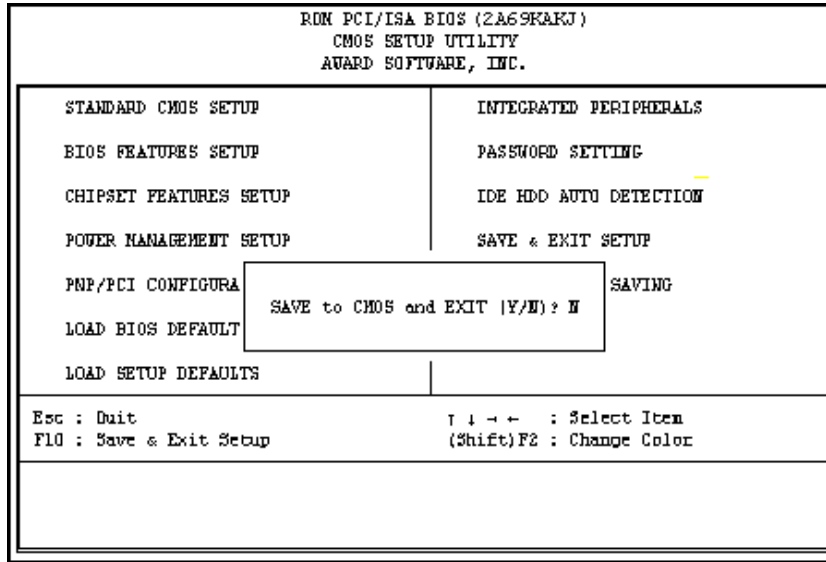 ROM PCI/ISA BIOS (2A69KAKJ)
CMOS SETUP UTILITY
AWARD SOFTWARE, INC.
STANDARD CMOS SETUP
BIOS FEATURES SETUP
CHIPSET FEATURES SETUP
POWER MANAGEMENT SETUP
PNP/PCI CONFIGURA
LOAD BIOS DEFAULT
LOAD SETUP DEFAULTS
INTEGRATED PERIPHERALS
PASSWORD SETTING
IDE HDD AUTO DETECTION
SAVE & EXIT SETUP
SAVING
SAVE to CMOS and EXIT (Y/N)? N
Esc : Quit
F10 : Save & Exit Setup
↑ ↓ → ← : Select Item
(Shift)F2 : Change Color